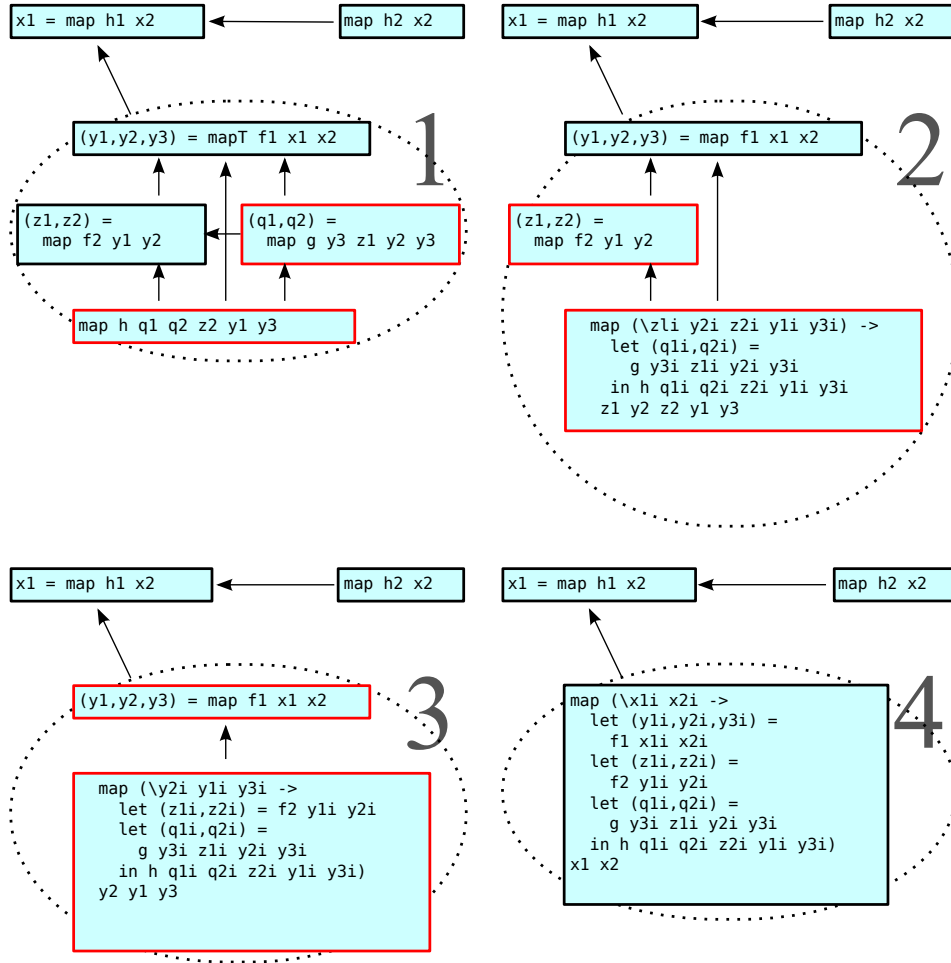 x1 = map h1 x2
map h2 x2
(y1,y2,y3) = mapT f1 x1 x2
1
(z1,z2) =
map f2 y1 y2
(q1,q2) =
map g y3 z1 y2 y3
map h q1 q2 z2 y1 y3
x1 = map h1 x2
map h2 x2
(y1,y2,y3) = map f1 x1 x2
2
(z1,z2) =
map f2 y1 y2
map (\zli y2i z2i y1i y3i) ->
let (q1i,q2i) =
g y3i z1i y2i y3i
in h q1i q2i z2i y1i y3i
z1 y2 z2 y1 y3
x1 = map h1 x2
map h2 x2
(y1,y2,y3) = map f1 x1 x2
3
map (\y2i y1i y3i ->
let (z1i,z2i) = f2 y1i y2i
let (q1i,q2i) =
g y3i z1i y2i y3i
in h q1i q2i z2i y1i y3i)
y2 y1 y3
x1 = map h1 x2
map h2 x2
4
map (\x1i x2i ->
let (y1i,y2i,y3i) =
f1 x1i x2i
let (z1i,z2i) =
f2 y1i y2i
let (q1i,q2i) =
g y3i z1i y2i y3i
in h q1i q2i z2i y1i y3i)
x1 x2